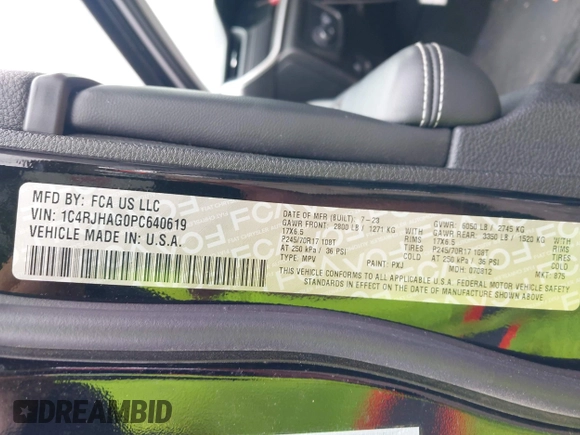 MFD BY: FCA US LLC
VIN: 1C4RJHAG0PC640619
VEHICLE MADE IN: U.S.A.
DATE OF MFR (BUILT): 7-23
GAWR FRONT: 2800 LB / 1271 KG
17X6.5
P245/70R17 108T
AT 250 kPa / 36 PSI
TYPE: MPV
PAINT: PXJ
GVWR: 6050 LB / 2745 KG
GAWR REAR: 3350 LB / 1520 KG
17X6.5 RIMS
P245/70R17 108T TIRES
AT 250 kPa / 36 PSI COLD
MDH: 070812
MKT: 875
WITH
RIMS
TIRES
COLD
THIS VEHICLE CONFORMS TO ALL APPLICABLE U.S.A. FEDERAL MOTOR VEHICLE SAFETY
STANDARDS IN EFFECT ON THE DATE OF MANUFACTURE SHOWN ABOVE
DREAMBID